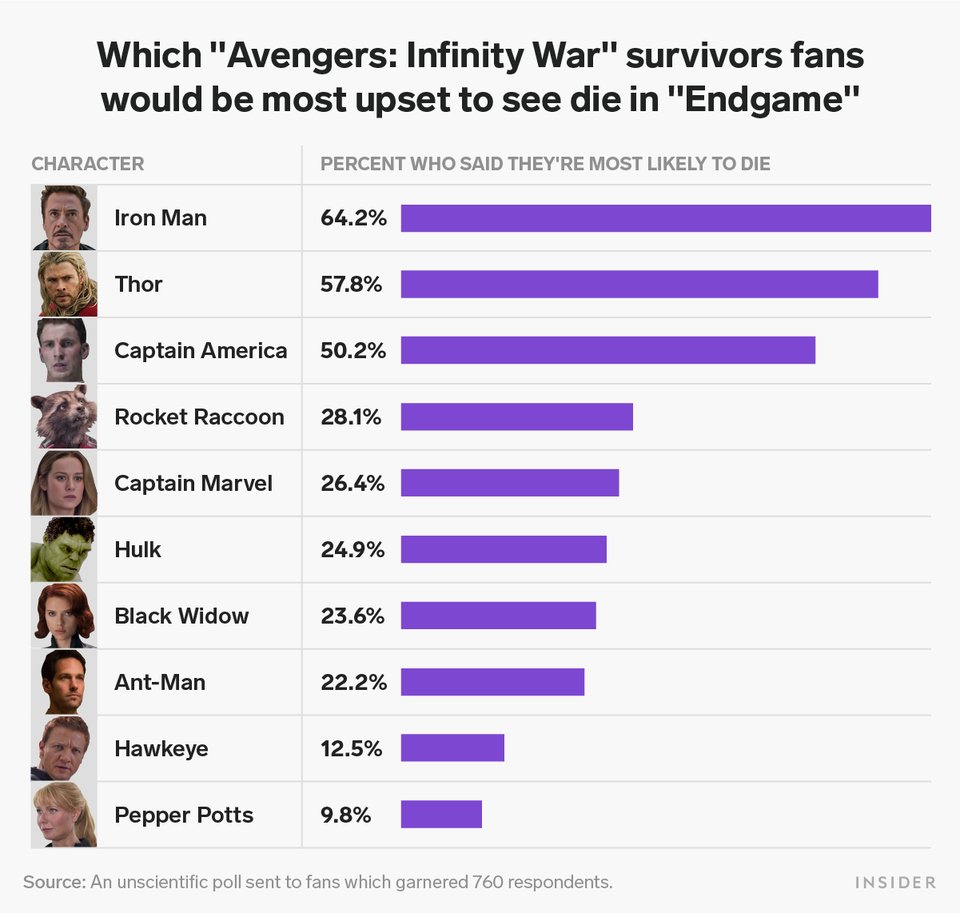 Which "Avengers: Infinity War" survivors fans
would be most upset to see die in "Endgame"
CHARACTER PERCENT WHO SAID THEY'RE MOST LIKELY TO DIE
Iron Man 64.2%
Thor 57.8%
Captain America 50.2%
Rocket Raccoon 28.1%
Captain Marvel 26.4%
Hulk 24.9%
Black Widow 23.6%
Ant-Man 22.2%
Hawkeye 12.5%
Pepper Potts 9.8%
Source: An unscientific poll sent to fans which garnered 760 respondents. INSIDER